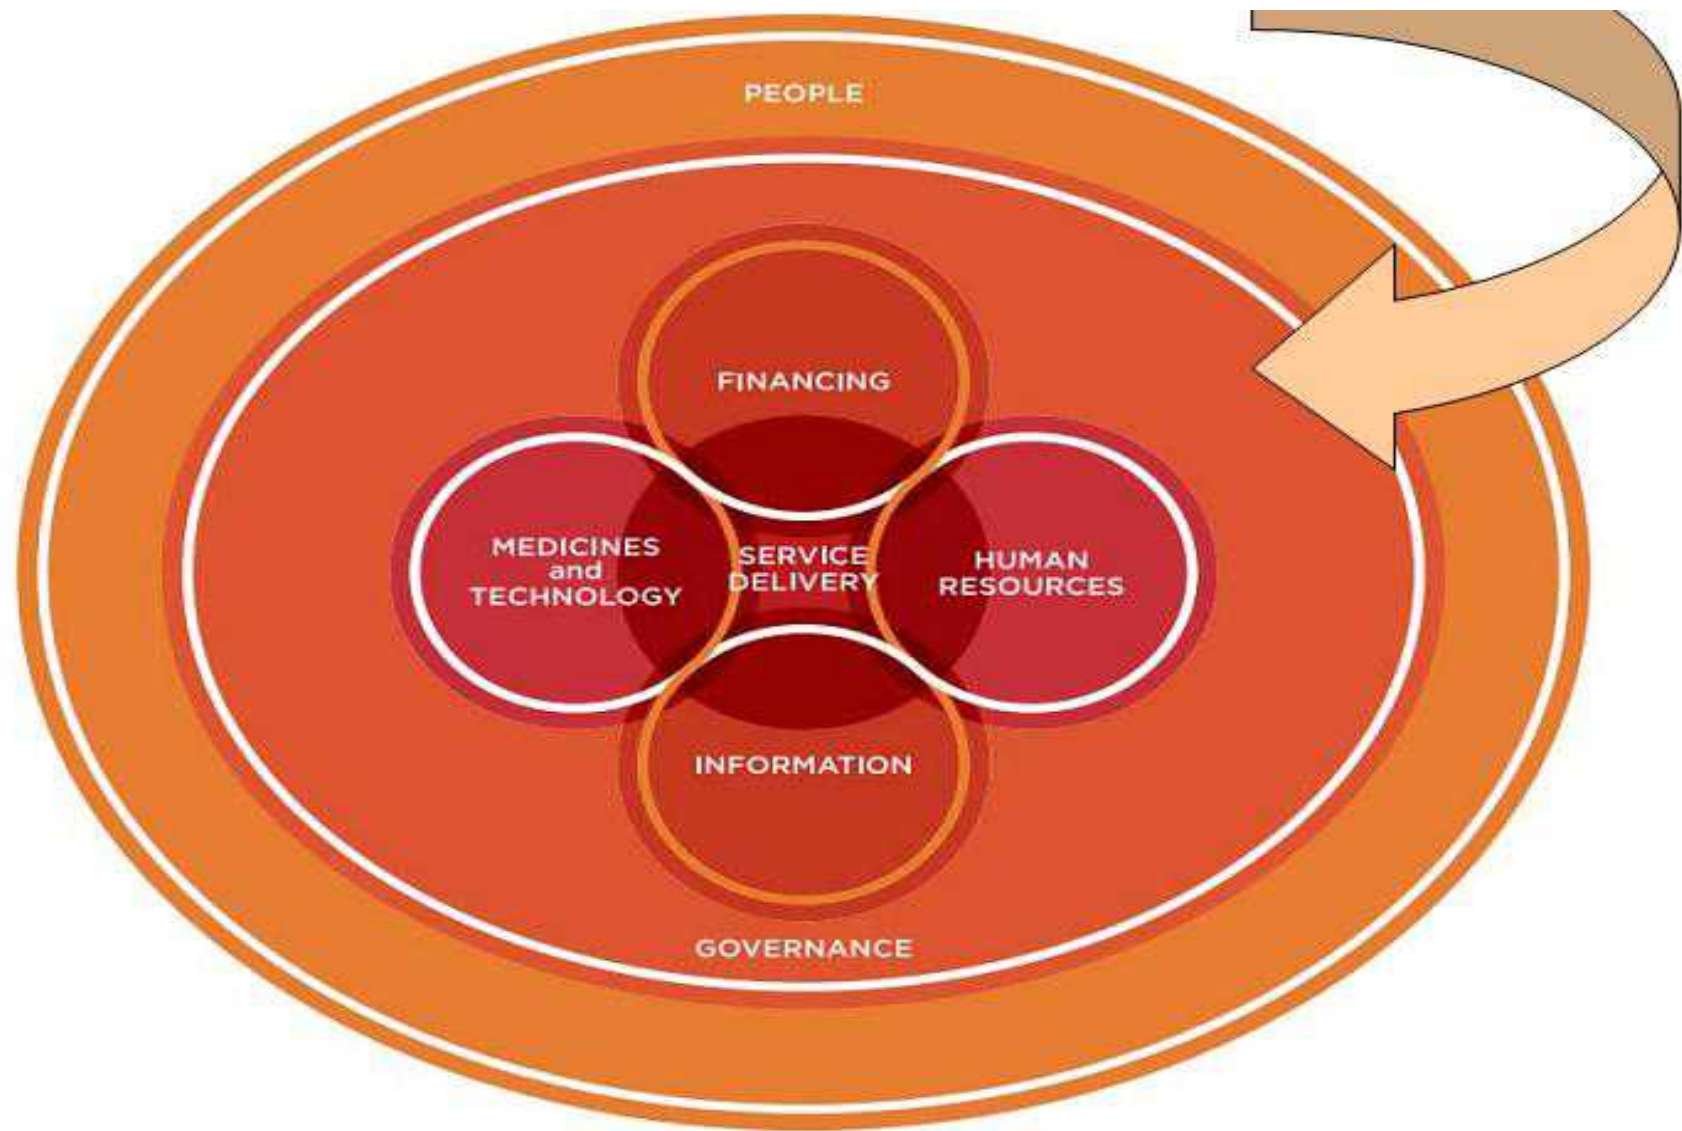 PEOPLE
FINANCING
MEDICINES
and
TECHNOLOGY
SERVICE
DELIVERY
HUMAN
RESOURCES
INFORMATION
GOVERNANCE